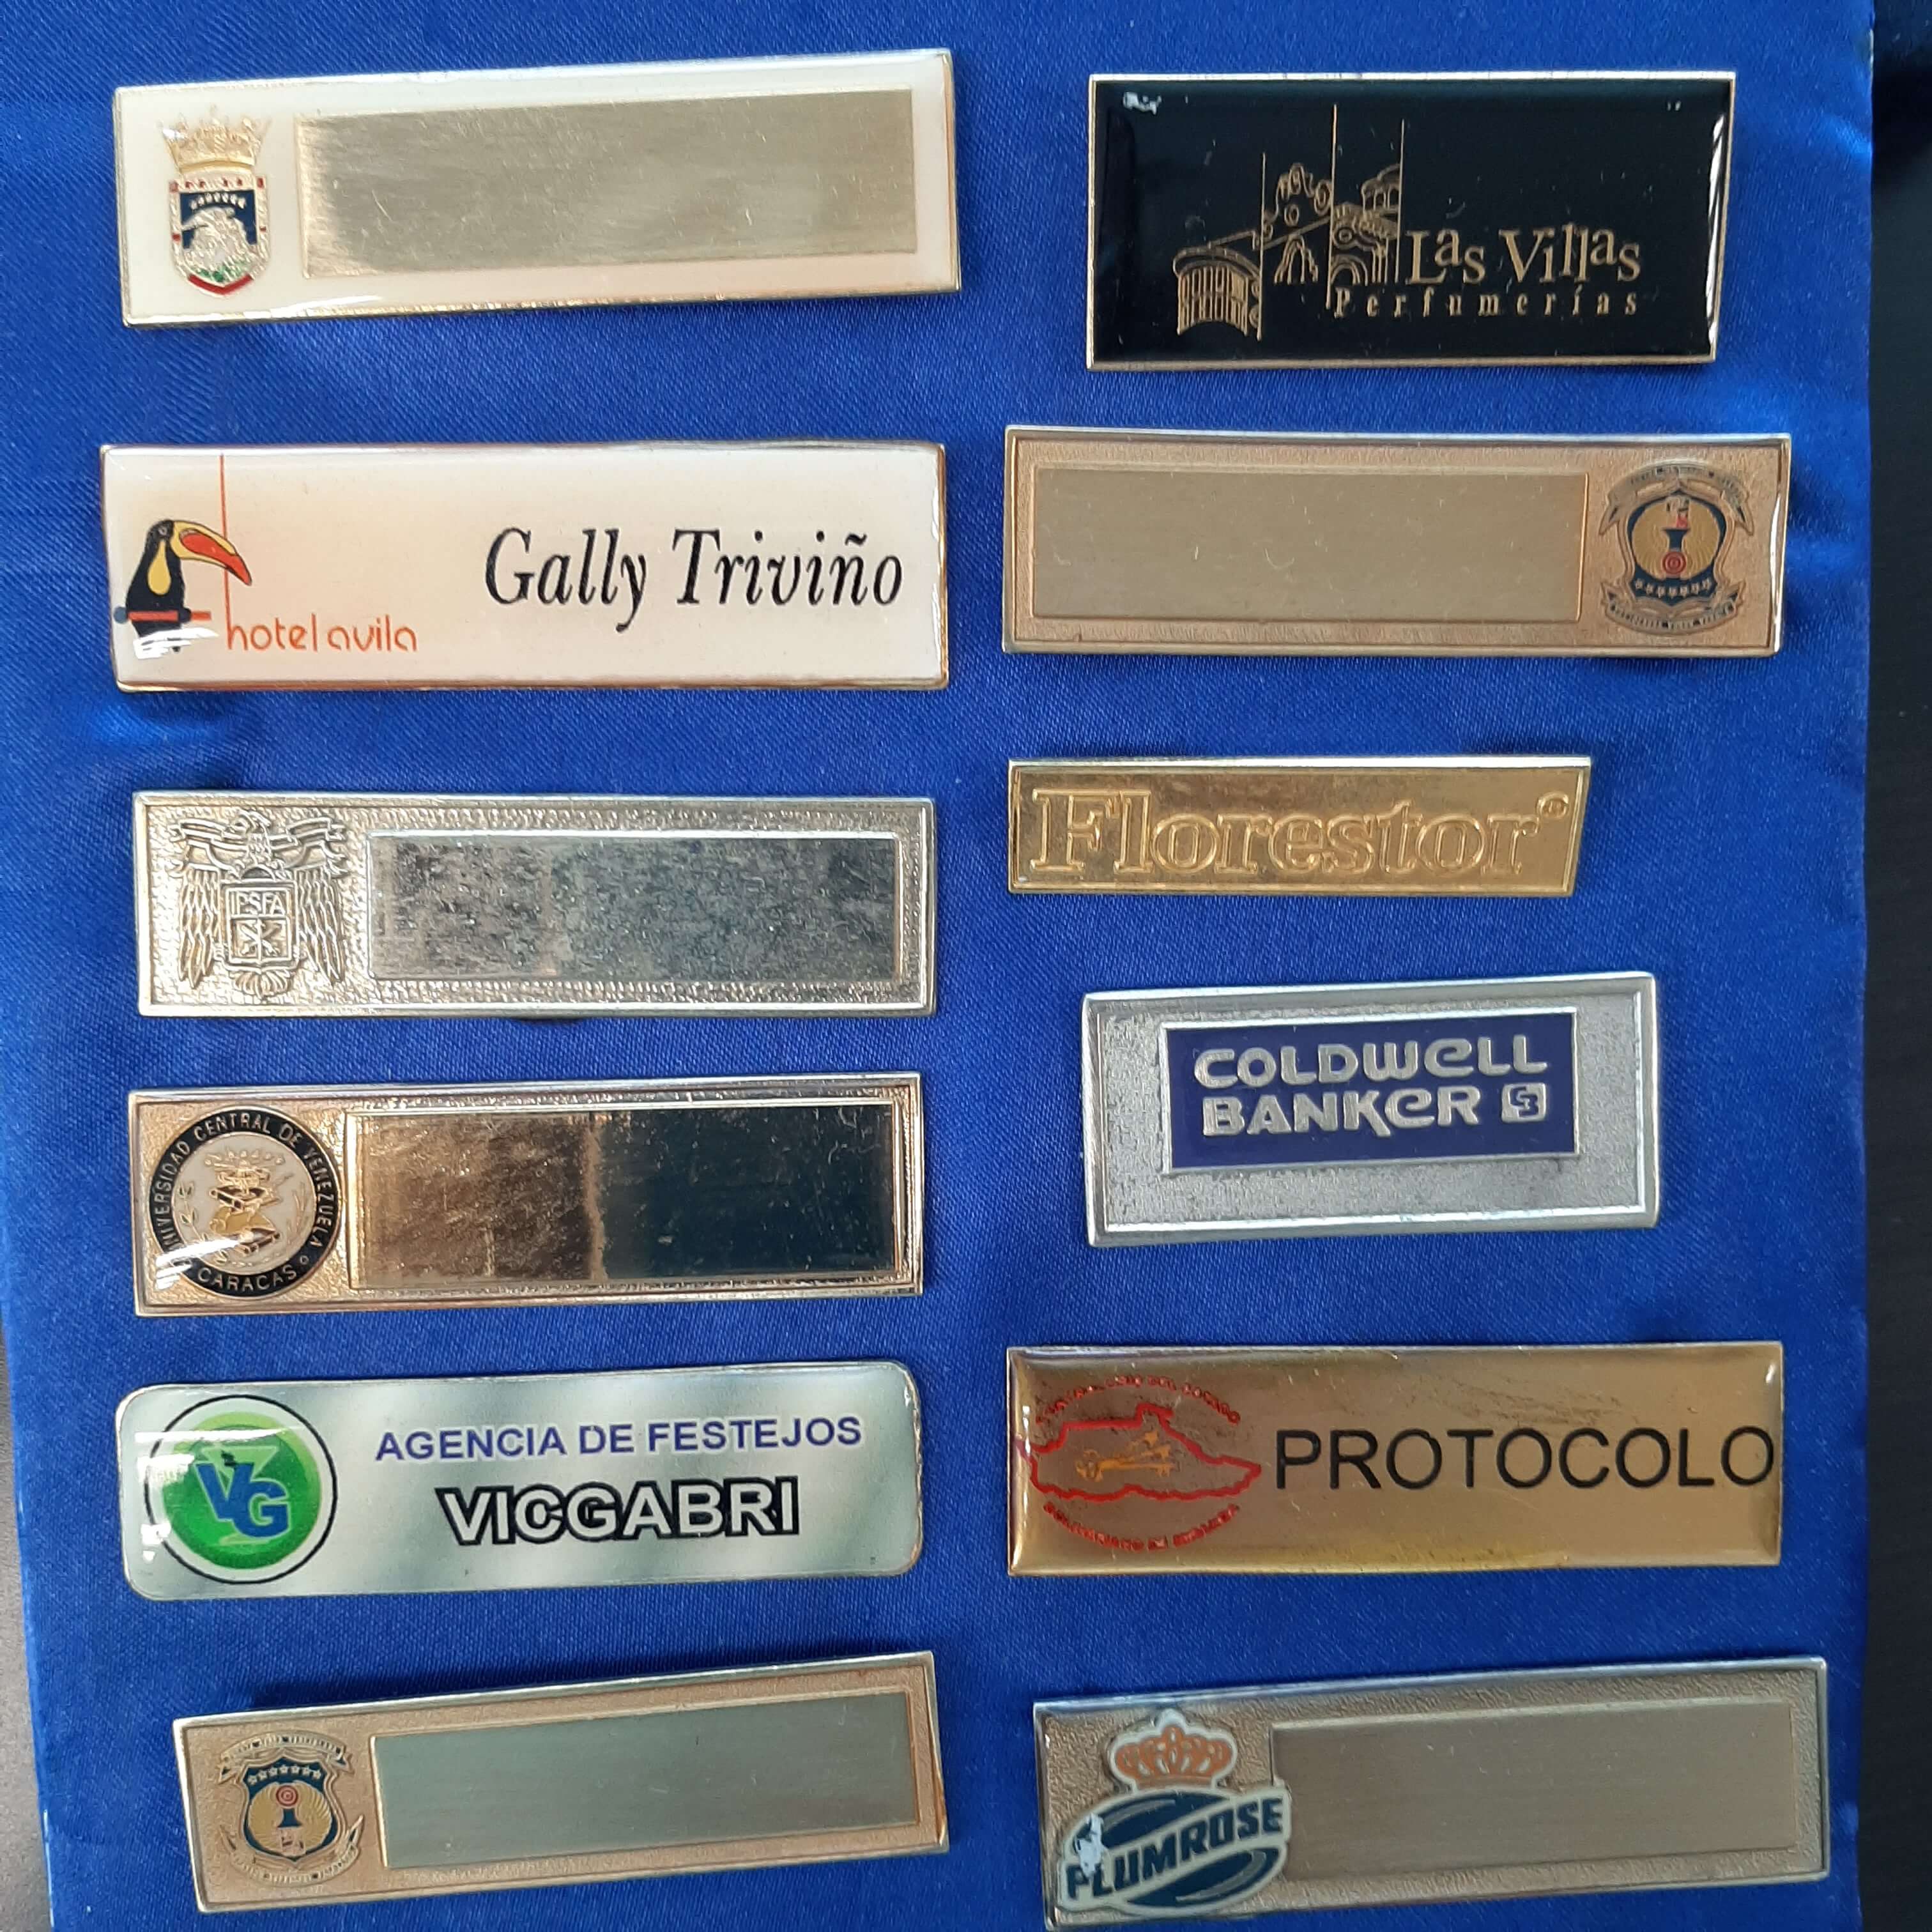 Las Villas
Perfumerías
Gally Triviño
hotel avila
Florestor®
IPSFA
COLDWELL
BANKER CB
UNIVERSIDAD CENTRAL DE VENEZUELA
CARACAS
AGENCIA DE FESTEJOS
VICGABRI
VG
PROTOCOLO
PLUMROSE